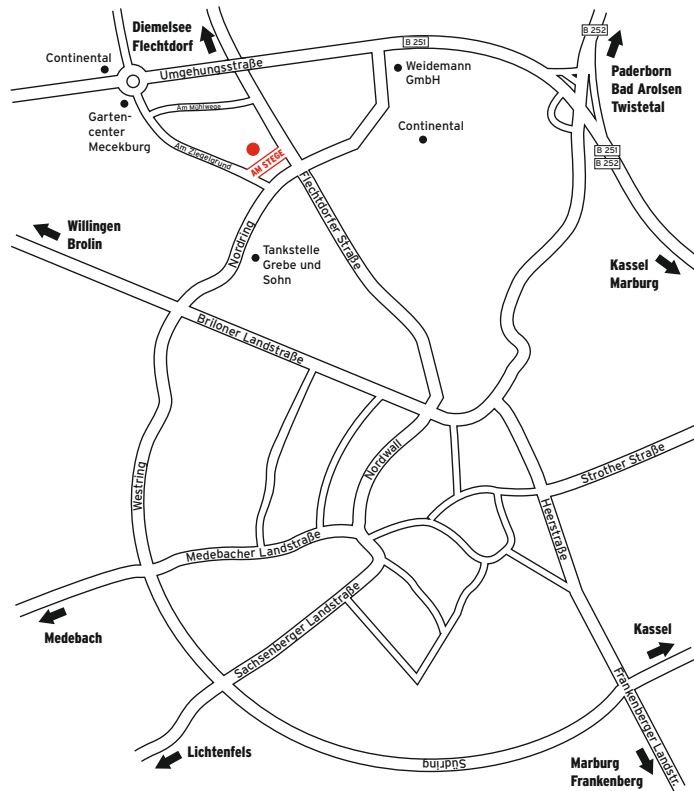 Diemelsee
Flechtdorf
B 252
B 251
Continental
Umgehungsstraße
Weidemann
GmbH
Paderborn
Bad Arolsen
Twistetal
Am Mühlwege
Garten-
center
Mecekburg
Continental
Am Ziegelgrund
AM STEGE
B 251
B 252
Flechtdorfer Straße
Willingen
Brolin
Nordring
Tankstelle
Grebe und
Sohn
Kassel
Marburg
Briloner Landstraße
Nordwall
Westring
Strother Straße
Heerstraße
Medebacher Landstraße
Medebach
Sachsenberger Landstraße
Kassel
Frankenberger Landstr.
Lichtenfels
Südring
Marburg
Frankenberg